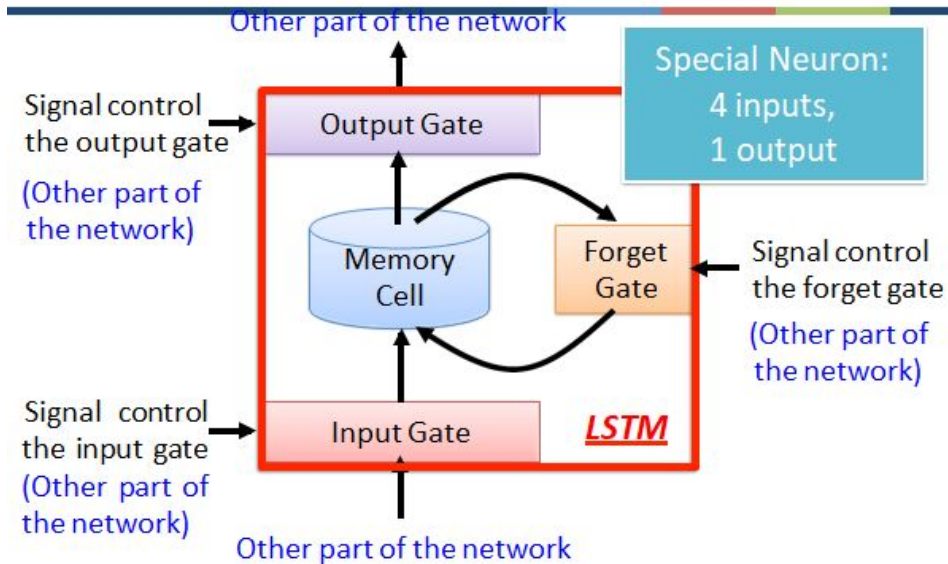 Other part of the network
Special Neuron:
4 inputs,
1 output
Signal control
the output gate
(Other part of
the network)
Output Gate
Memory
Cell
Forget
Gate
Signal control
the forget gate
(Other part of
the network)
Signal control
the input gate
(Other part of
the network)
Input Gate
LSTM
Other part of the network